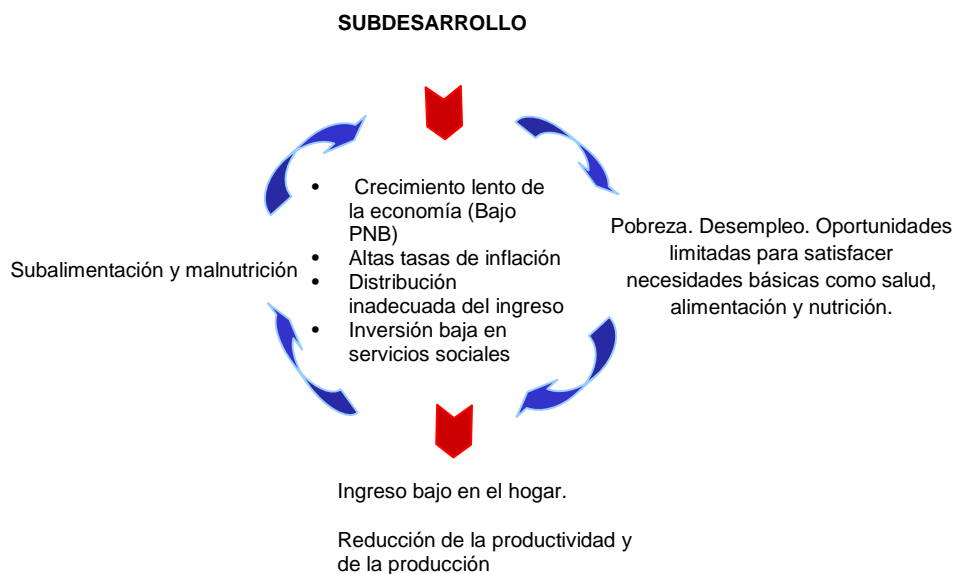 SUBDESARROLLO
• Crecimiento lento de
la economía (Bajo
PNB)
• Altas tasas de inflación
• Distribución
inadecuada del ingreso
• Inversión baja en
servicios sociales
Pobreza. Desempleo. Oportunidades
limitadas para satisfacer
necesidades básicas como salud,
alimentación y nutrición.
Subalimentación y malnutrición
Ingreso bajo en el hogar.
Reducción de la productividad y
de la producción